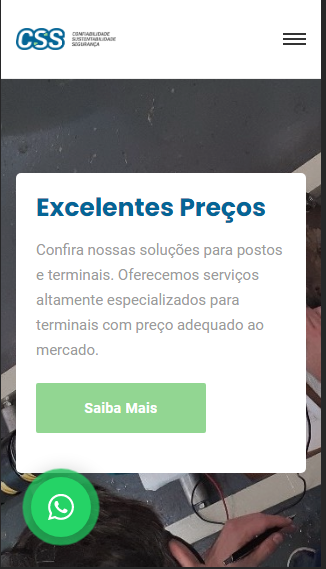 CSS
CONFIABILIDADE
SUSTENTABILIDADE
SEGURANÇA
Excelentes Preços
Confira nossas soluções para postos
e terminais. Oferecemos serviços
altamente especializados para
terminais com preço adequado ao
mercado.
Saiba Mais